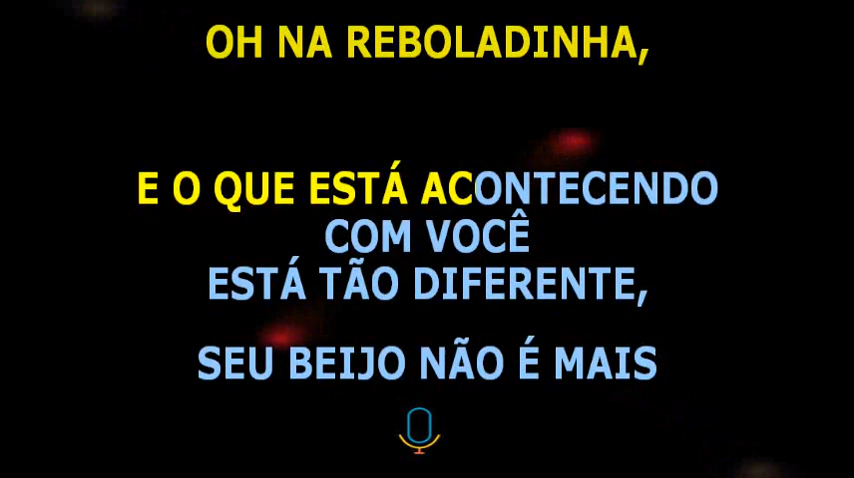 OH NA REBOLADINHA,
E O QUE ESTÁ ACONTECENDO
COM VOCÊ
ESTÁ TÃO DIFERENTE,
SEU BEIJO NÃO É MAIS